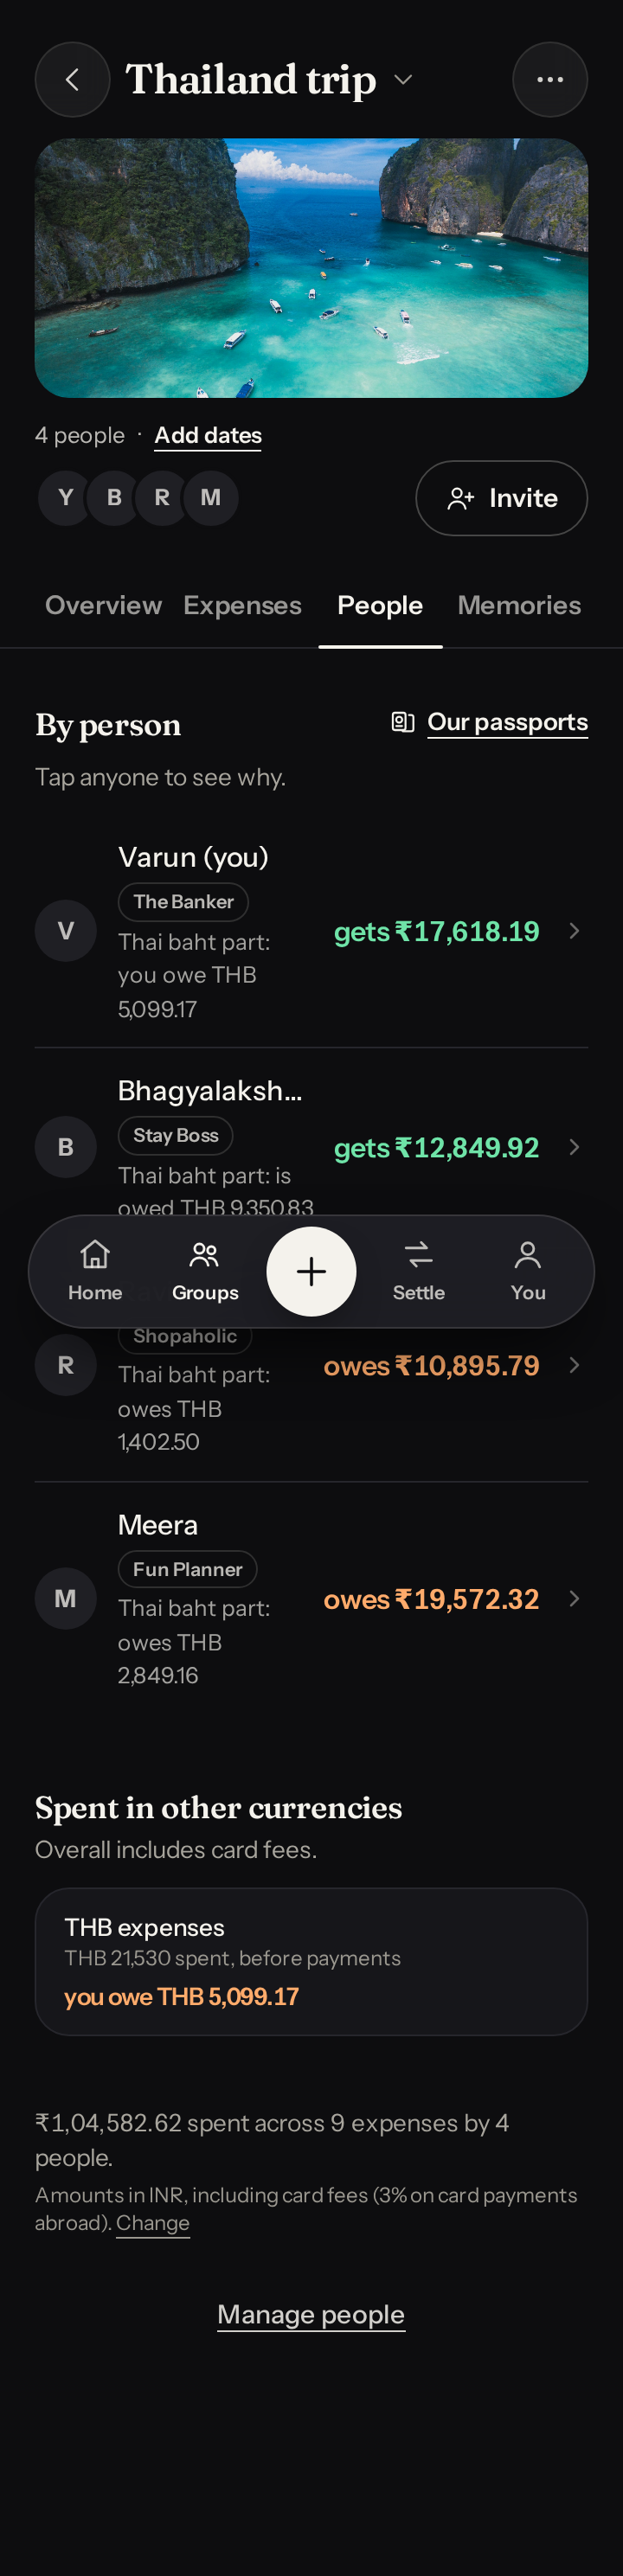 Thailand trip
4 people · Add dates
Y B R M
Invite
Overview Expenses People Memories
By person
Our passports
Tap anyone to see why.
Varun (you)
The Banker
V
gets ₹17,618.19
Thai baht part:
you owe THB
5,099.17
Bhagyalaksh...
Stay Boss
B
gets ₹12,849.92
Thai baht part: is
owed THB 9,350.83
Home Groups Settle You
Shopaholic
R
owes ₹10,895.79
Thai baht part:
owes THB
1,402.50
Meera
Fun Planner
M
owes ₹19,572.32
Thai baht part:
owes THB
2,849.16
Spent in other currencies
Overall includes card fees.
THB expenses
THB 21,530 spent, before payments
you owe THB 5,099.17
₹1,04,582.62 spent across 9 expenses by 4
people.
Amounts in INR, including card fees (3% on card payments
abroad). Change
Manage people